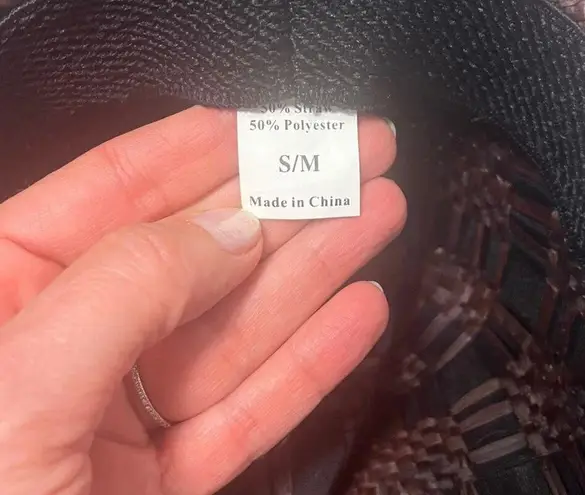 50% Straw
50% Polyester
S/M
Made in China